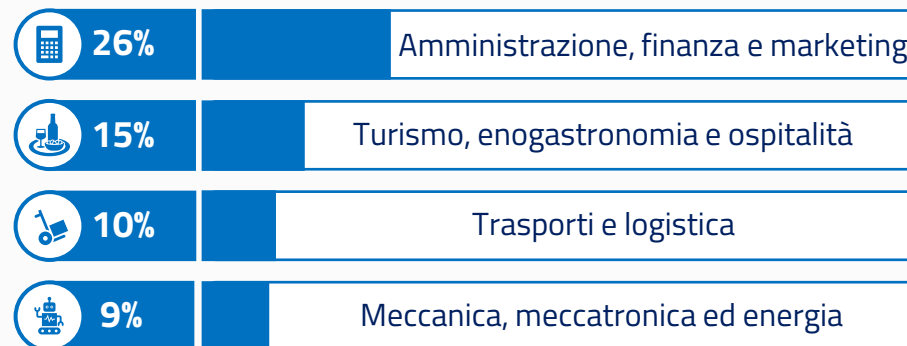 26% Amministrazione, finanza e marketing
15% Turismo, enogastronomia e ospitalità
10% Trasporti e logistica
9% Meccanica, meccatronica ed energia